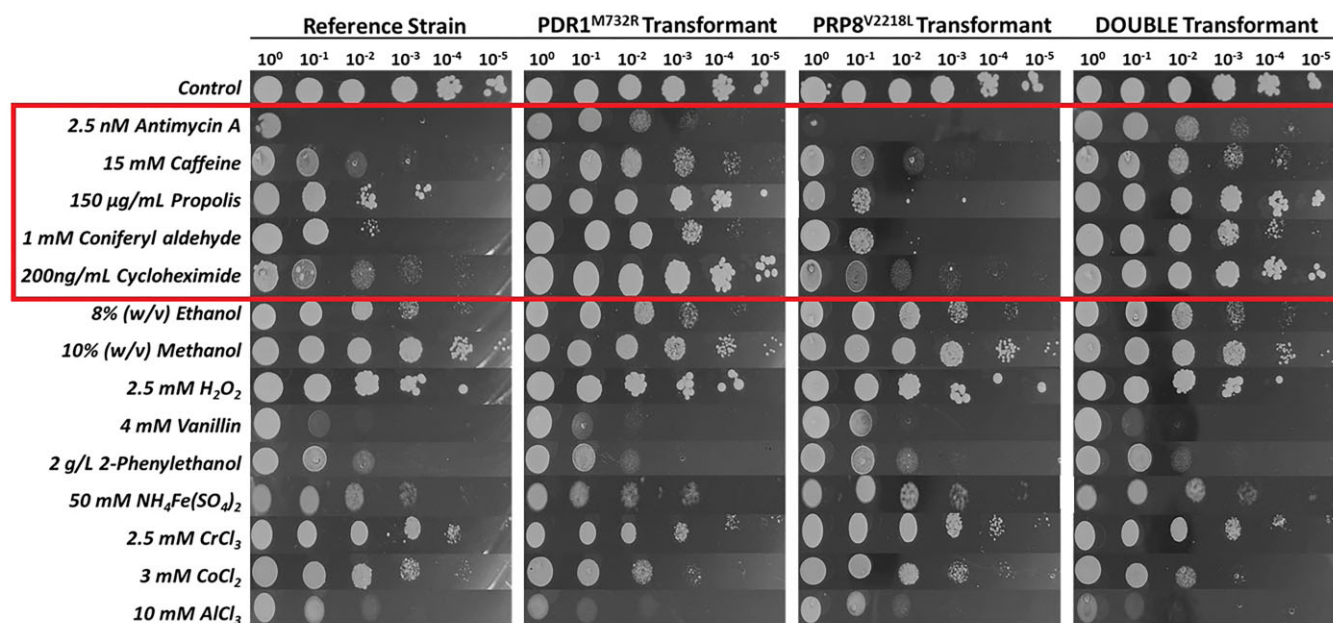 Reference Strain PDR1ᴹ⁷³²ᴿ Transformant PRP8ⱽ²²¹⁸ᴸ Transformant DOUBLE Transformant
10⁰ 10⁻¹ 10⁻² 10⁻³ 10⁻⁴ 10⁻⁵ 10⁰ 10⁻¹ 10⁻² 10⁻³ 10⁻⁴ 10⁻⁵ 10⁰ 10⁻¹ 10⁻² 10⁻³ 10⁻⁴ 10⁻⁵ 10⁰ 10⁻¹ 10⁻² 10⁻³ 10⁻⁴ 10⁻⁵
Control
2.5 nM Antimycin A
15 mM Caffeine
150 µg/mL Propolis
1 mM Coniferyl aldehyde
200ng/mL Cycloheximide
8% (w/v) Ethanol
10% (w/v) Methanol
2.5 mM H₂O₂
4 mM Vanillin
2 g/L 2-Phenylethanol
50 mM NH₄Fe(SO₄)₂
2.5 mM CrCl₃
3 mM CoCl₂
10 mM AlCl₃